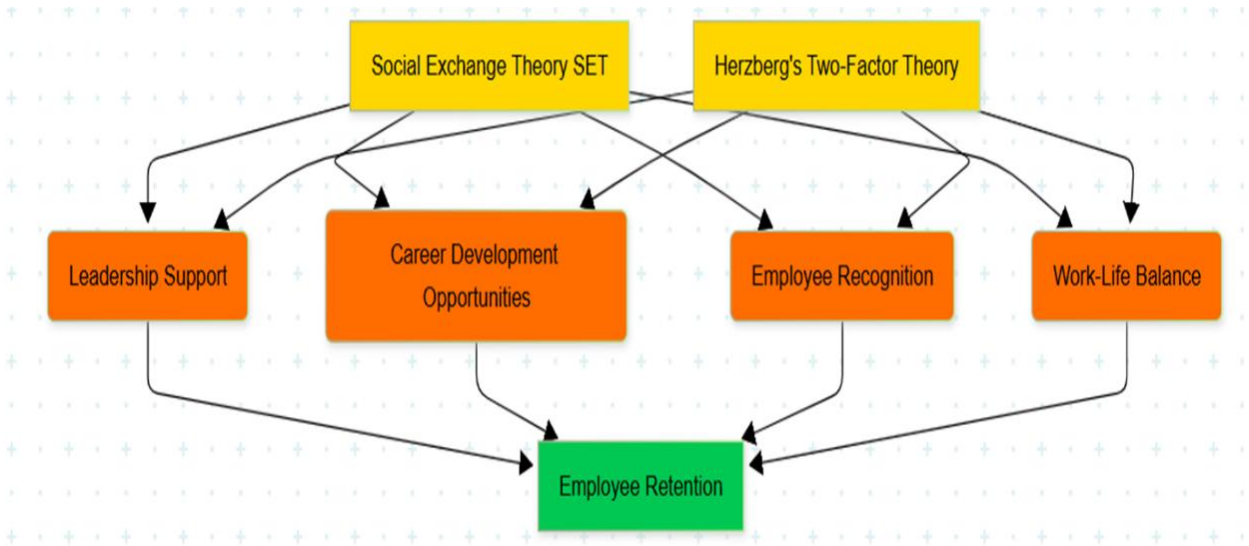 Social Exchange Theory SET
Herzberg's Two-Factor Theory
Leadership Support
Career Development
Opportunities
Employee Recognition
Work-Life Balance
Employee Retention